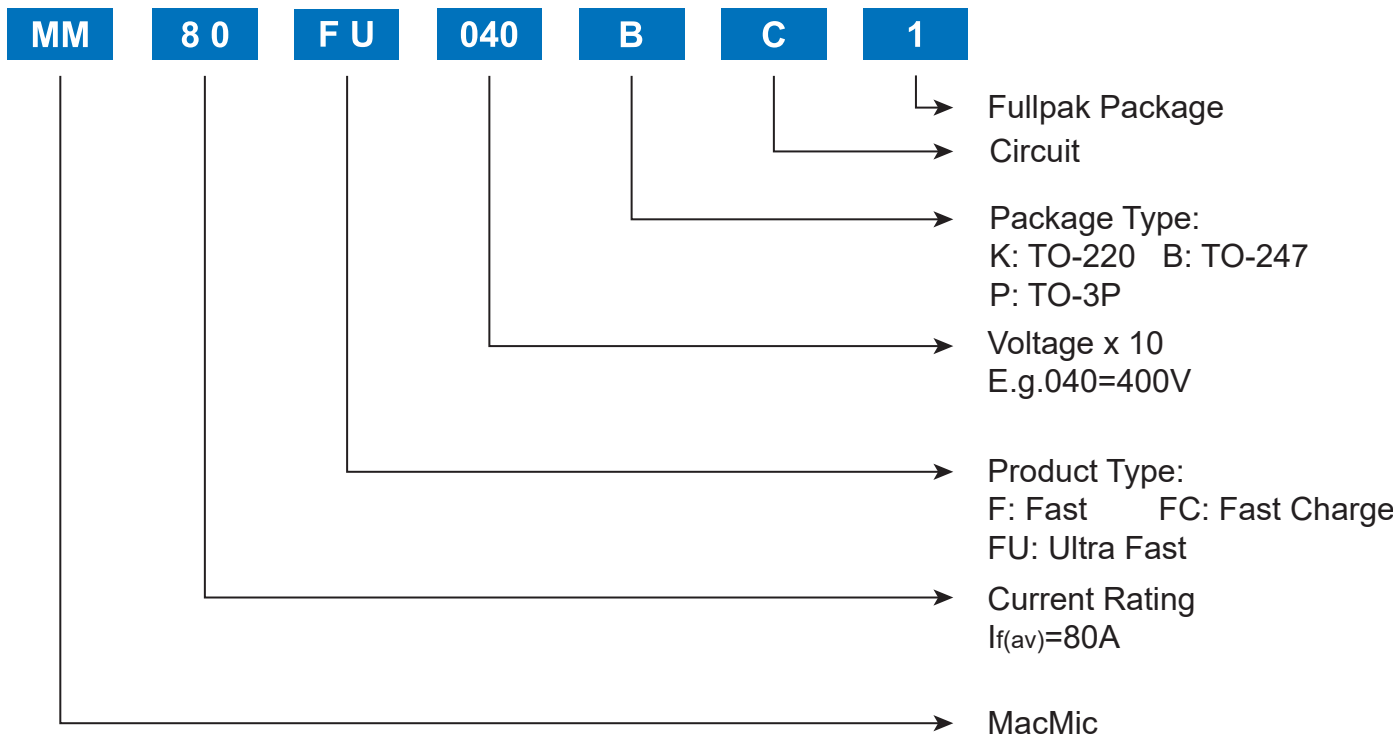 MM 8 0 F U 040 B C 1
Fullpak Package
Circuit
Package Type:
K: TO-220 B: TO-247
P: TO-3P
Voltage x 10
E.g.040=400V
Product Type:
F: Fast FC: Fast Charge
FU: Ultra Fast
Current Rating
If(av)=80A
MacMic